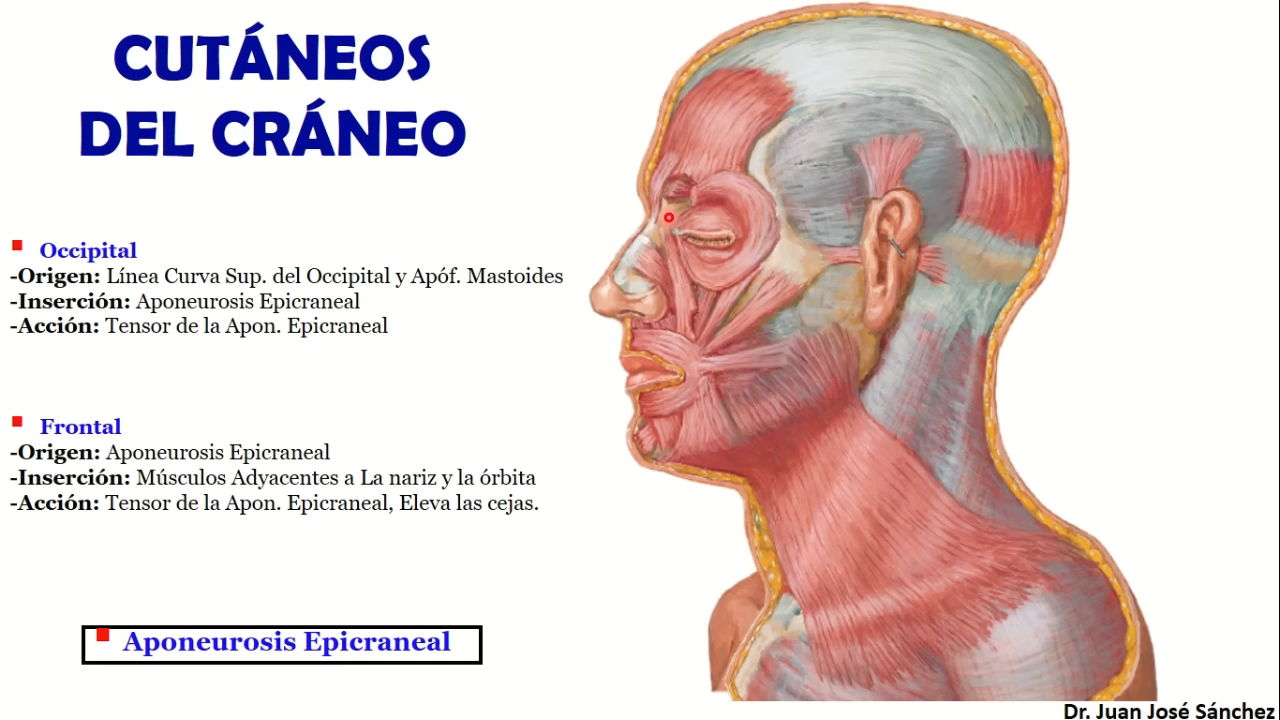 CUTÁNEOS
DEL CRÁNEO
Occipital
-Origen: Línea Curva Sup. del Occipital y Apóf. Mastoides
-Inserción: Aponeurosis Epicraneal
-Acción: Tensor de la Apon. Epicraneal
Frontal
-Origen: Aponeurosis Epicraneal
-Inserción: Músculos Adyacentes a La nariz y la órbita
-Acción: Tensor de la Apon. Epicraneal, Eleva las cejas.
Aponeurosis Epicraneal
Dr. Juan José Sánchez